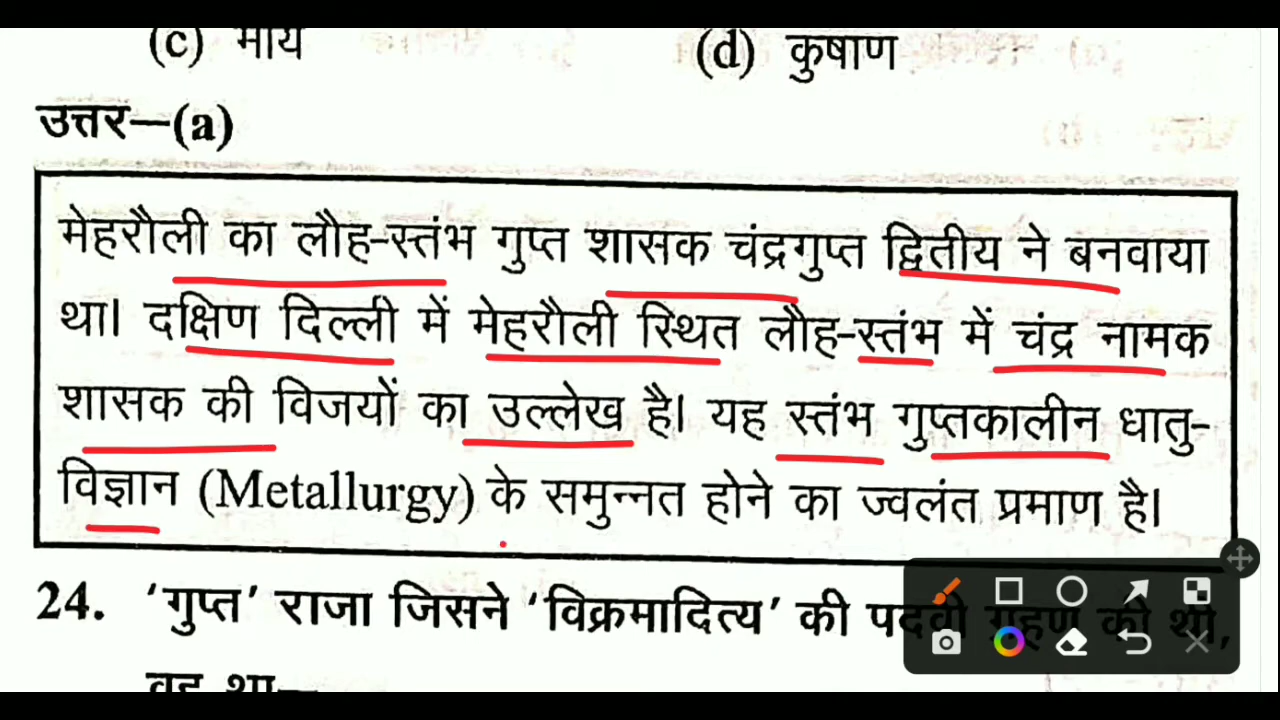 (c) मौर्य (d) कुषाण
उत्तर—(a)
मेहरौली का लौह-स्तंभ गुप्त शासक चंद्रगुप्त द्वितीय ने बनवाया
था। दक्षिण दिल्ली में मेहरौली स्थित लौह-स्तंभ में चंद्र नामक
शासक की विजयों का उल्लेख है। यह स्तंभ गुप्तकालीन धातु-
विज्ञान (Metallurgy) के समुन्नत होने का ज्वलंत प्रमाण है।
24. 'गुप्त' राजा जिसने 'विक्रमादित्य' की पदवी ग्रहण की थी,
वह था—